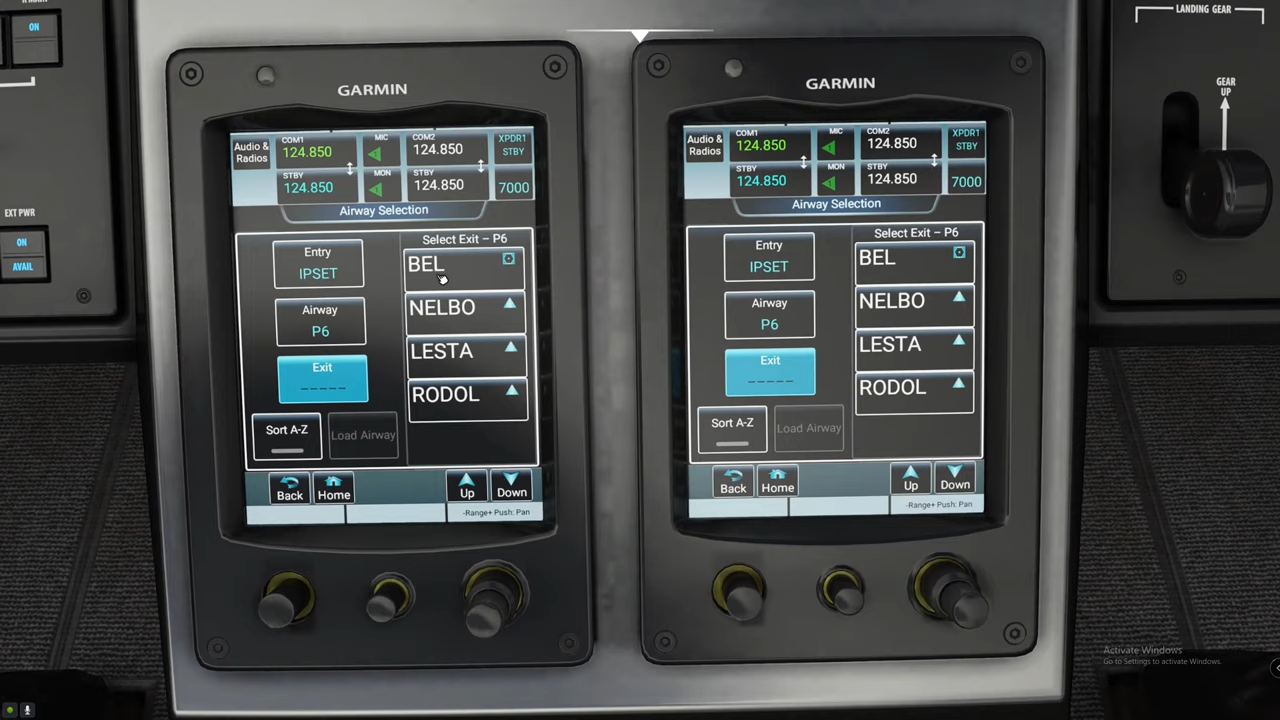 ON
EXT PWR
ON
AVAIL
GARMIN
Audio &
Radios
COM1
124.850
MIC
COM2
124.850
XPDR1
STBY
STBY
124.850
MON
STBY
124.850
7000
Airway Selection
Entry
IPSET
Airway
P6
Exit
_____
Sort A-Z
Load Airway
Select Exit – P6
BEL
NELBO
LESTA
RODOL
Back
Home
Up
Down
-Range+ Push: Pan
GARMIN
Audio &
Radios
COM1
124.850
MIC
COM2
124.850
XPDR1
STBY
STBY
124.850
MON
STBY
124.850
7000
Airway Selection
Entry
IPSET
Airway
P6
Exit
_____
Sort A-Z
Load Airway
Select Exit – P6
BEL
NELBO
LESTA
RODOL
Back
Home
Up
Down
-Range+ Push: Pan
LANDING GEAR
GEAR
UP
Activate Windows
Go to Settings to activate Windows.